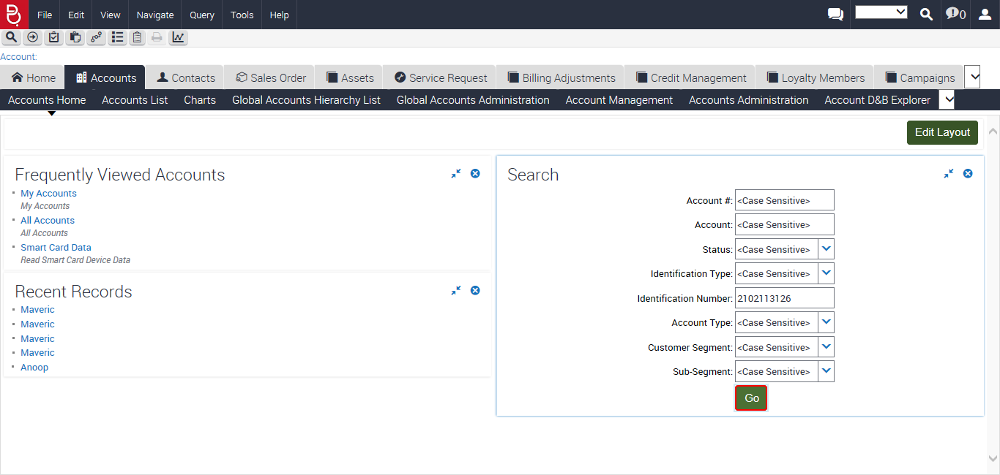 File Edit View Navigate Query Tools Help 0
Account:
Home Accounts Contacts Sales Order Assets Service Request Billing Adjustments Credit Management Loyalty Members Campaigns
Accounts Home Accounts List Charts Global Accounts Hierarchy List Global Accounts Administration Account Management Accounts Administration Account D&B Explorer
Edit Layout
Frequently Viewed Accounts
My Accounts
My Accounts
All Accounts
All Accounts
Smart Card Data
Read Smart Card Device Data
Recent Records
Maveric
Maveric
Maveric
Maveric
Anoop
Search
Account #: <Case Sensitive>
Account: <Case Sensitive>
Status: <Case Sensitive>
Identification Type: <Case Sensitive>
Identification Number: 2102113126
Account Type: <Case Sensitive>
Customer Segment: <Case Sensitive>
Sub-Segment: <Case Sensitive>
Go